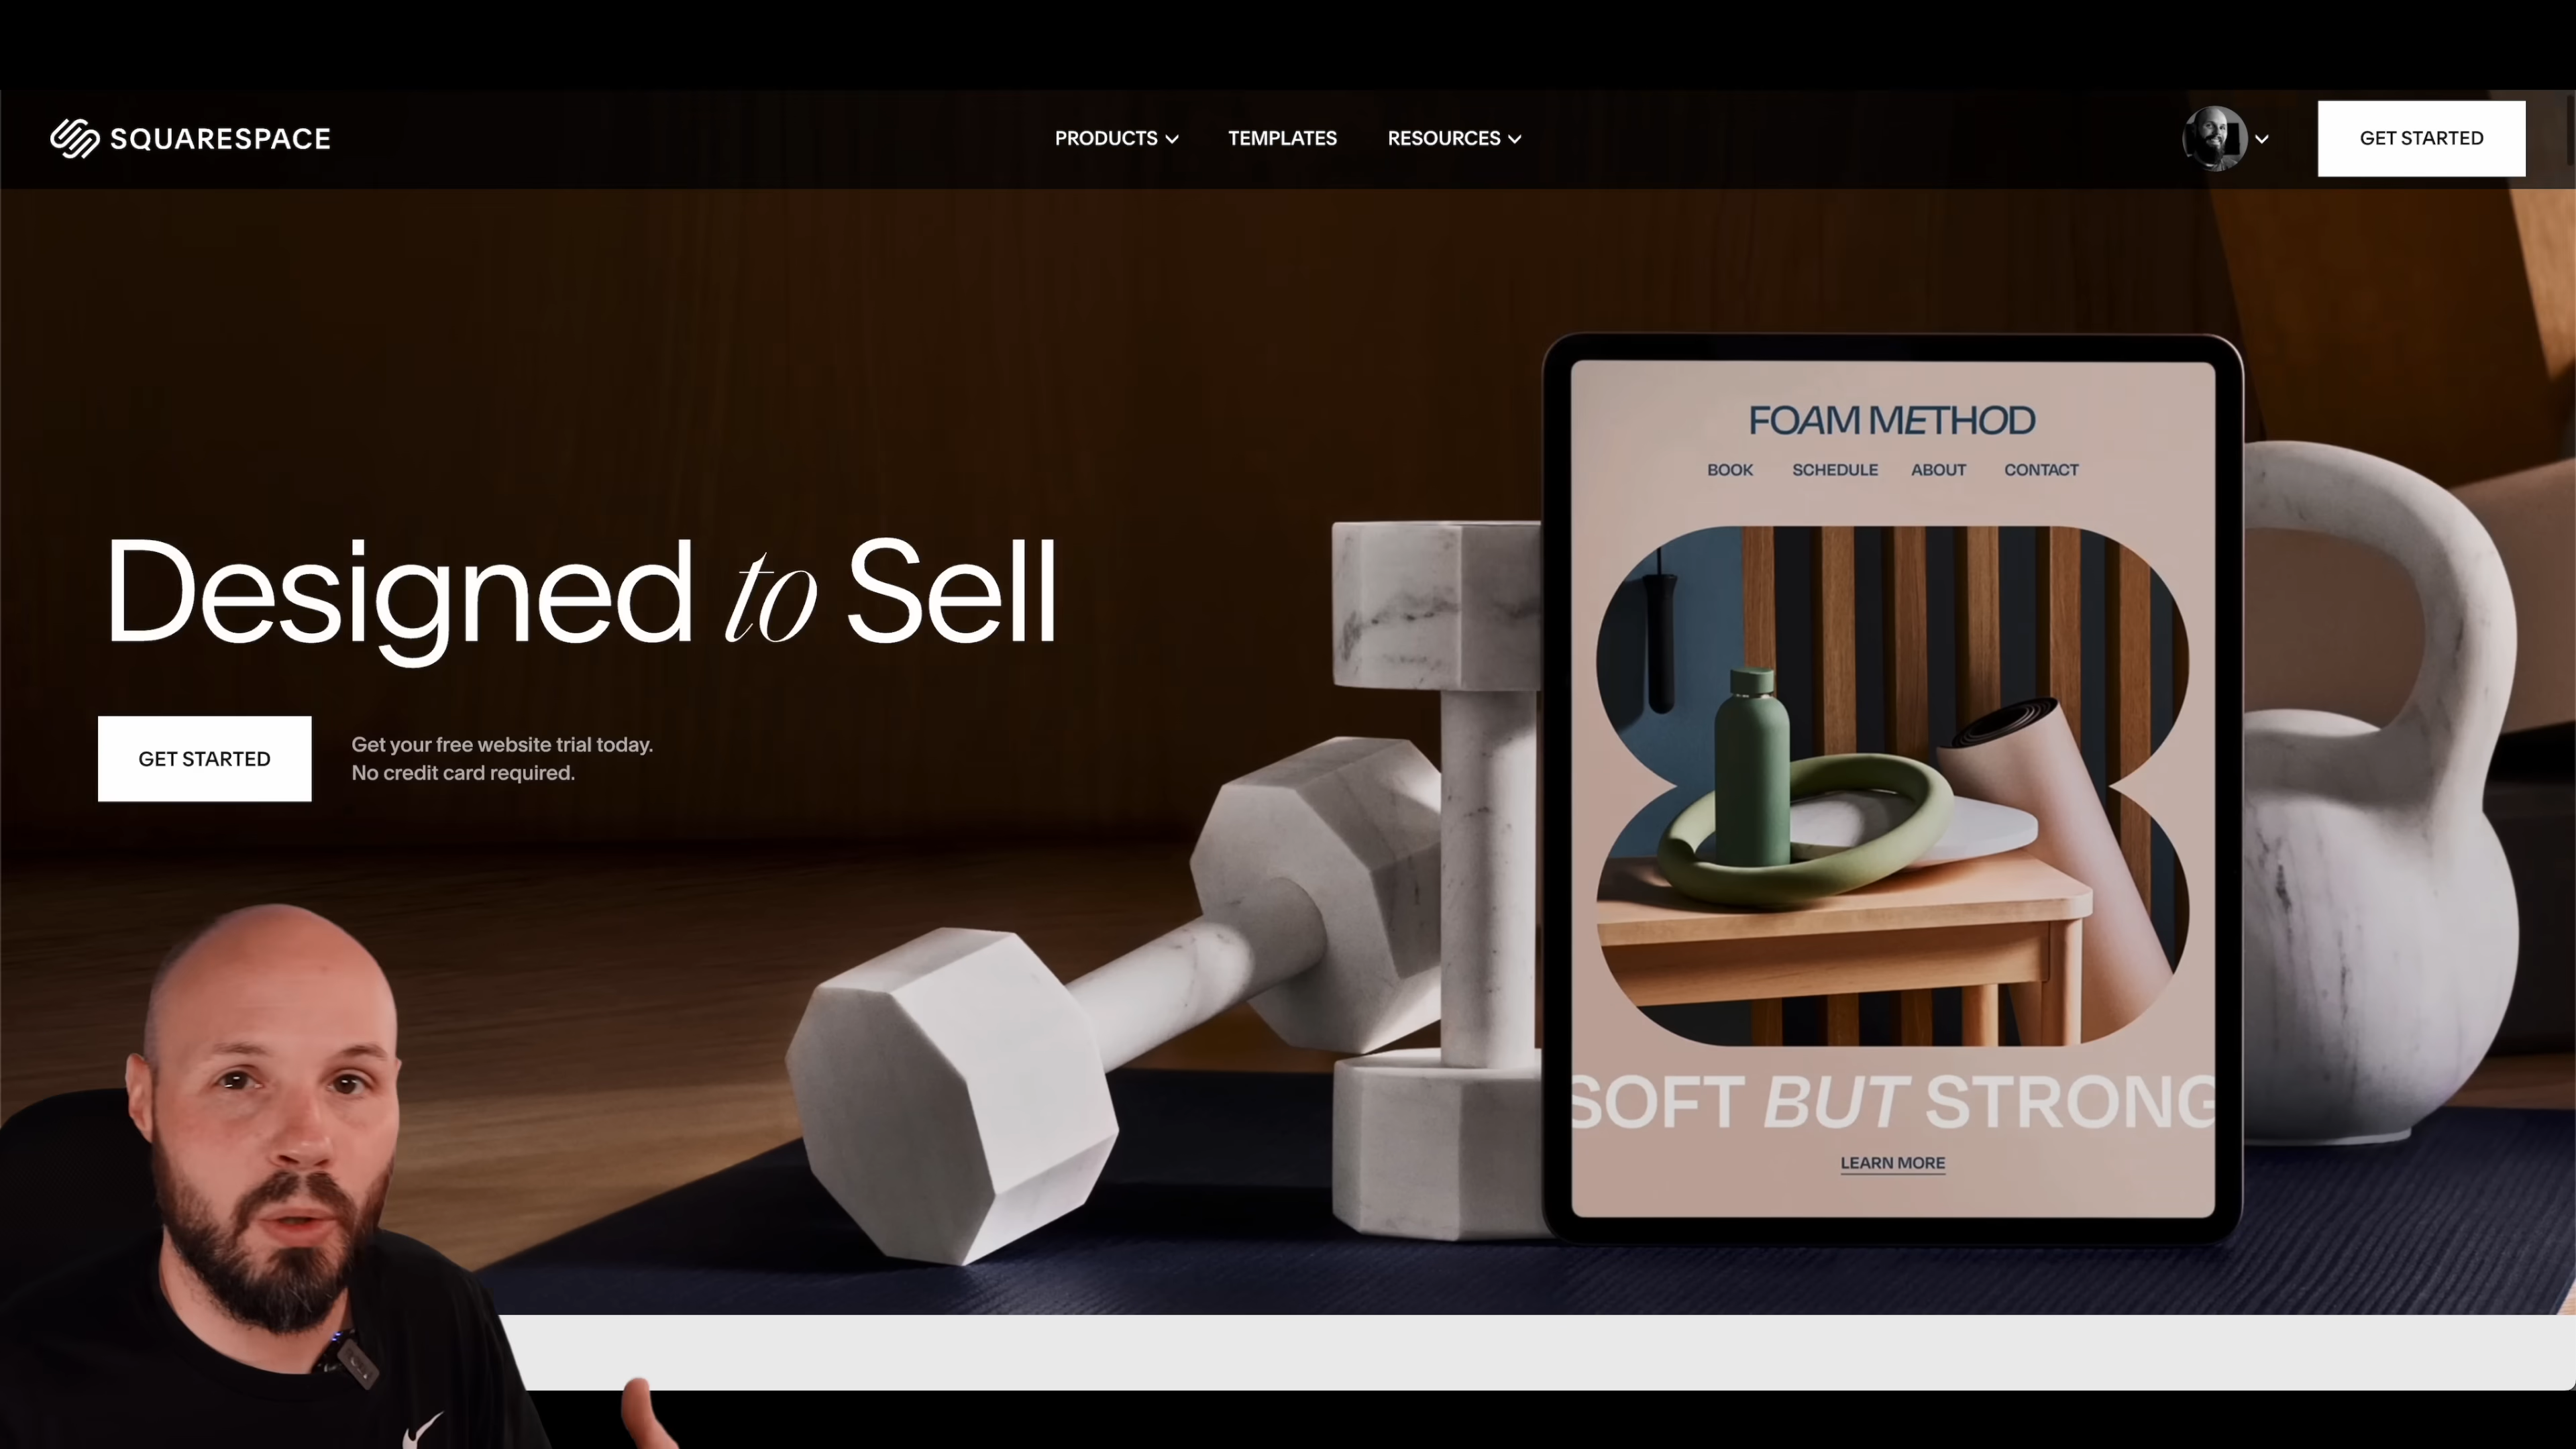 SQUARESPACE
PRODUCTS
TEMPLATES
RESOURCES
GET STARTED
Designed to Sell
GET STARTED
Get your free website trial today.
No credit card required.
FOAM METHOD
BOOK SCHEDULE ABOUT CONTACT
SOFT BUT STRONG
LEARN MORE